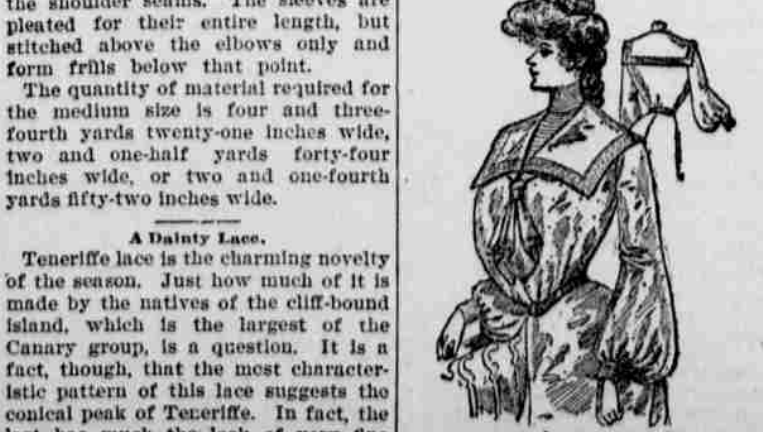 the shoulder seams. The sleeves are
pleated for their entire length, but
stitched above the elbows only and
form frills below that point.
The quantity of material required for
the medium size is four and three-
fourth yards twenty-one inches wide,
two and one-half yards forty-four
inches wide, or two and one-fourth
yards fifty-two inches wide.
A Dainty Lace.
Teneriffe lace is the charming novelty
of the season. Just how much of it is
made by the natives of the cliff-bound
island, which is the largest of the
Canary group, is a question. It is a
fact, though, that the most character-
istic pattern of this lace suggests the
conical peak of Teneriffe. In fact, the